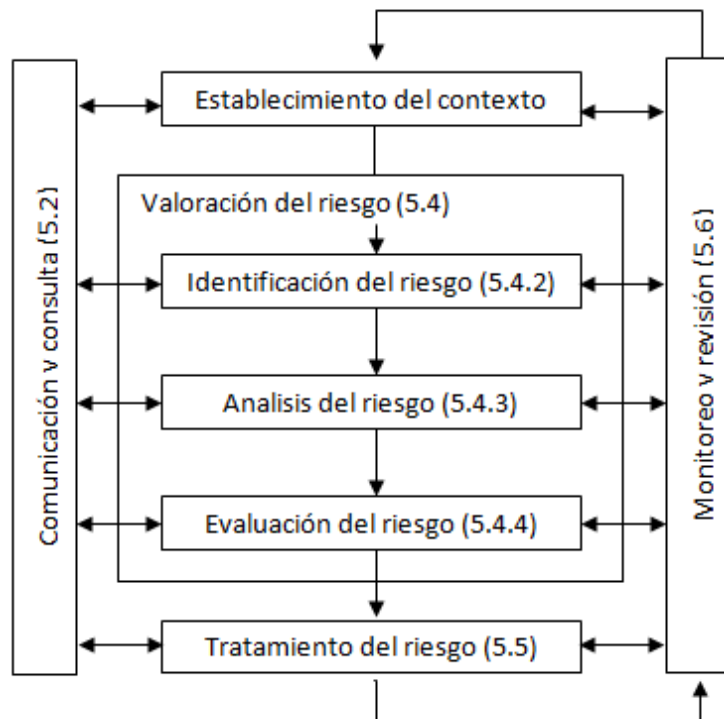 Establecimiento del contexto
Valoración del riesgo (5.4)
Identificación del riesgo (5.4.2)
Analisis del riesgo (5.4.3)
Evaluación del riesgo (5.4.4)
Tratamiento del riesgo (5.5)
Comunicación v consulta (5.2)
Monitoreo v revisión (5.6)